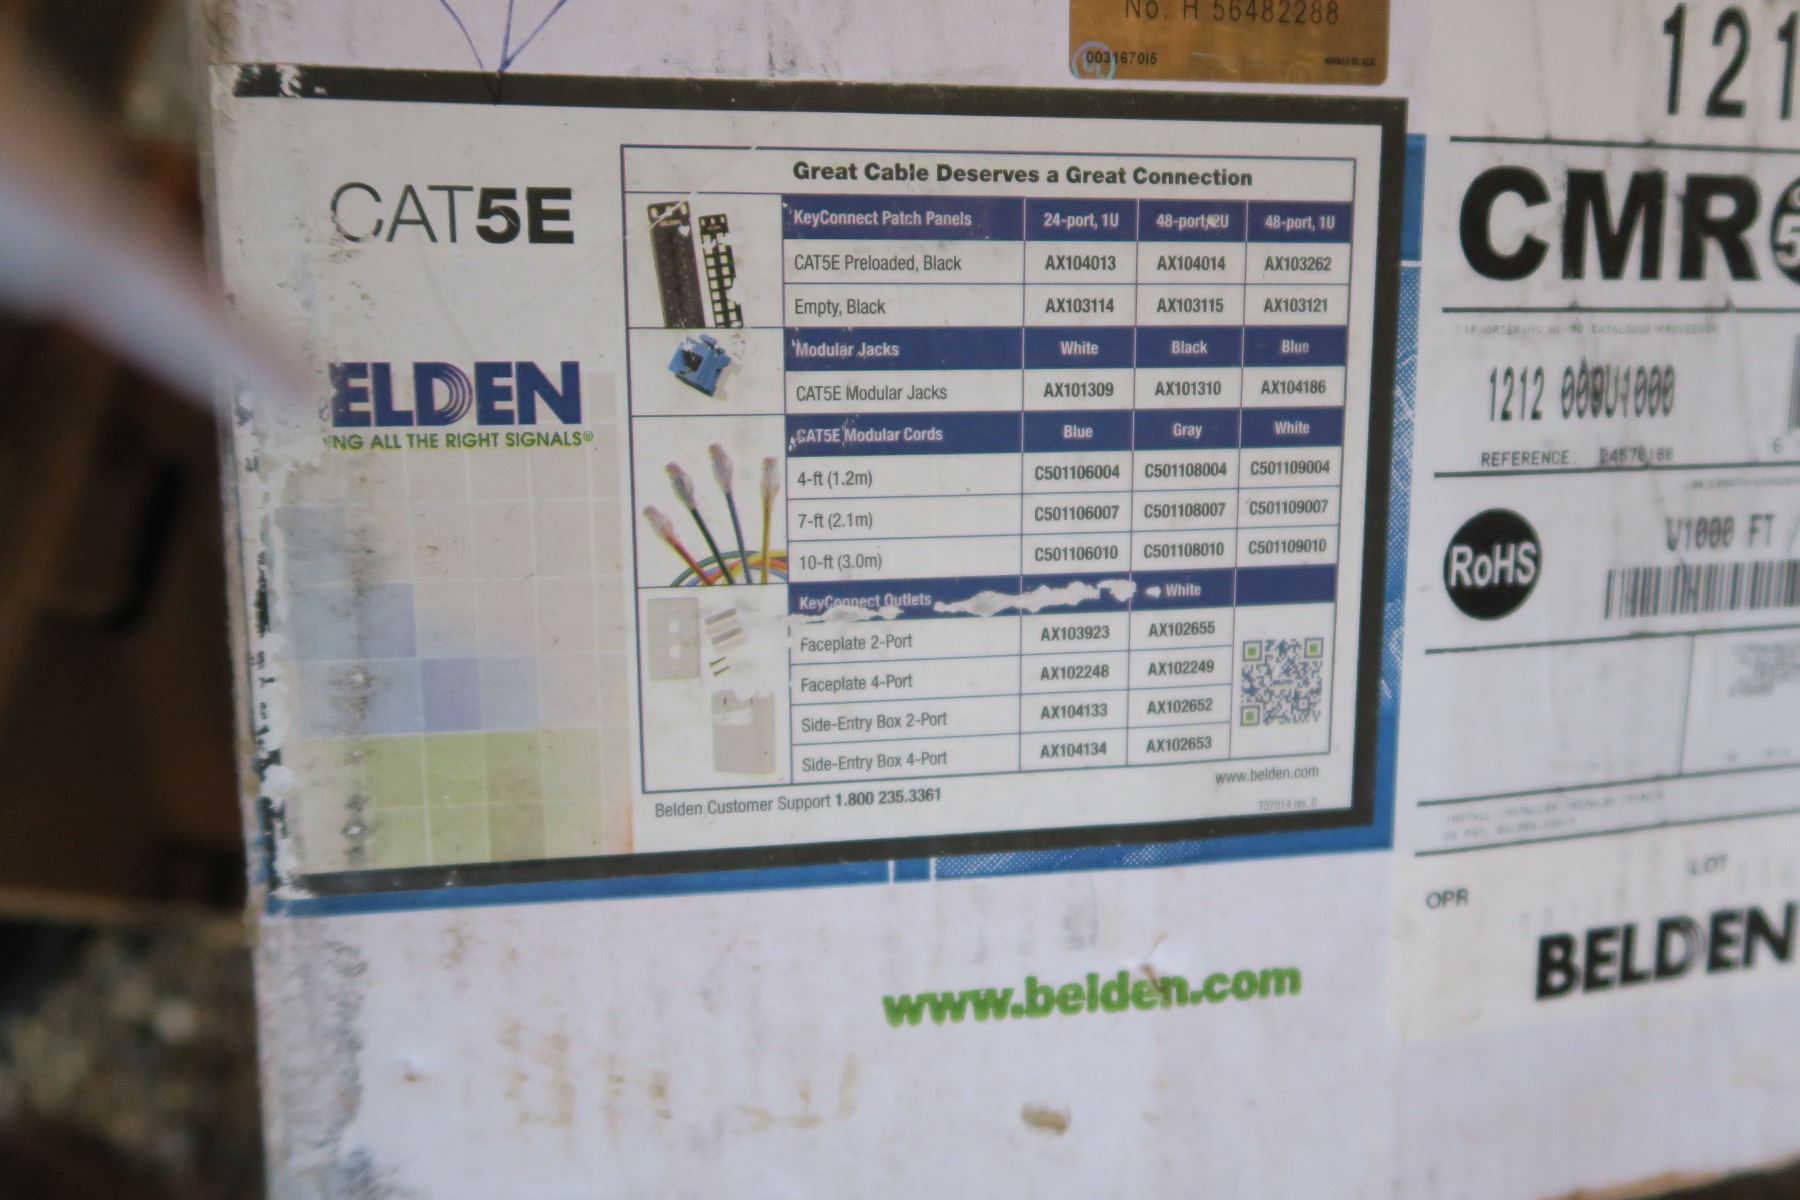 No. H 56482288
003167015
CAT5E
ELDEN
NG ALL THE RIGHT SIGNALS®
Great Cable Deserves a Great Connection
KeyConnect Patch Panels 24-port, 1U 48-port, 2U 48-port, 1U
CAT5E Preloaded, Black AX104013 AX104014 AX103262
Empty, Black AX103114 AX103115 AX103121
Modular Jacks White Black Blue
CAT5E Modular Jacks AX101309 AX101310 AX104186
CAT5E Modular Cords Blue Gray White
4-ft (1.2m) C501106004 C501108004 C501109004
7-ft (2.1m) C501106007 C501108007 C501109007
10-ft (3.0m) C501106010 C501108010 C501109010
KeyConnect Outlets White
Faceplate 2-Port AX103923 AX102655
Faceplate 4-Port AX102248 AX102249
Side-Entry Box 2-Port AX104133 AX102652
Side-Entry Box 4-Port AX104134 AX102653
www.belden.com
Belden Customer Support 1.800 235.3361
T37014 rev. 0
www.belden.com
121
CMR
1212 008U1000
REFERENCE:
RoHS
U1000 FT
LOT
OPR
BELDEN